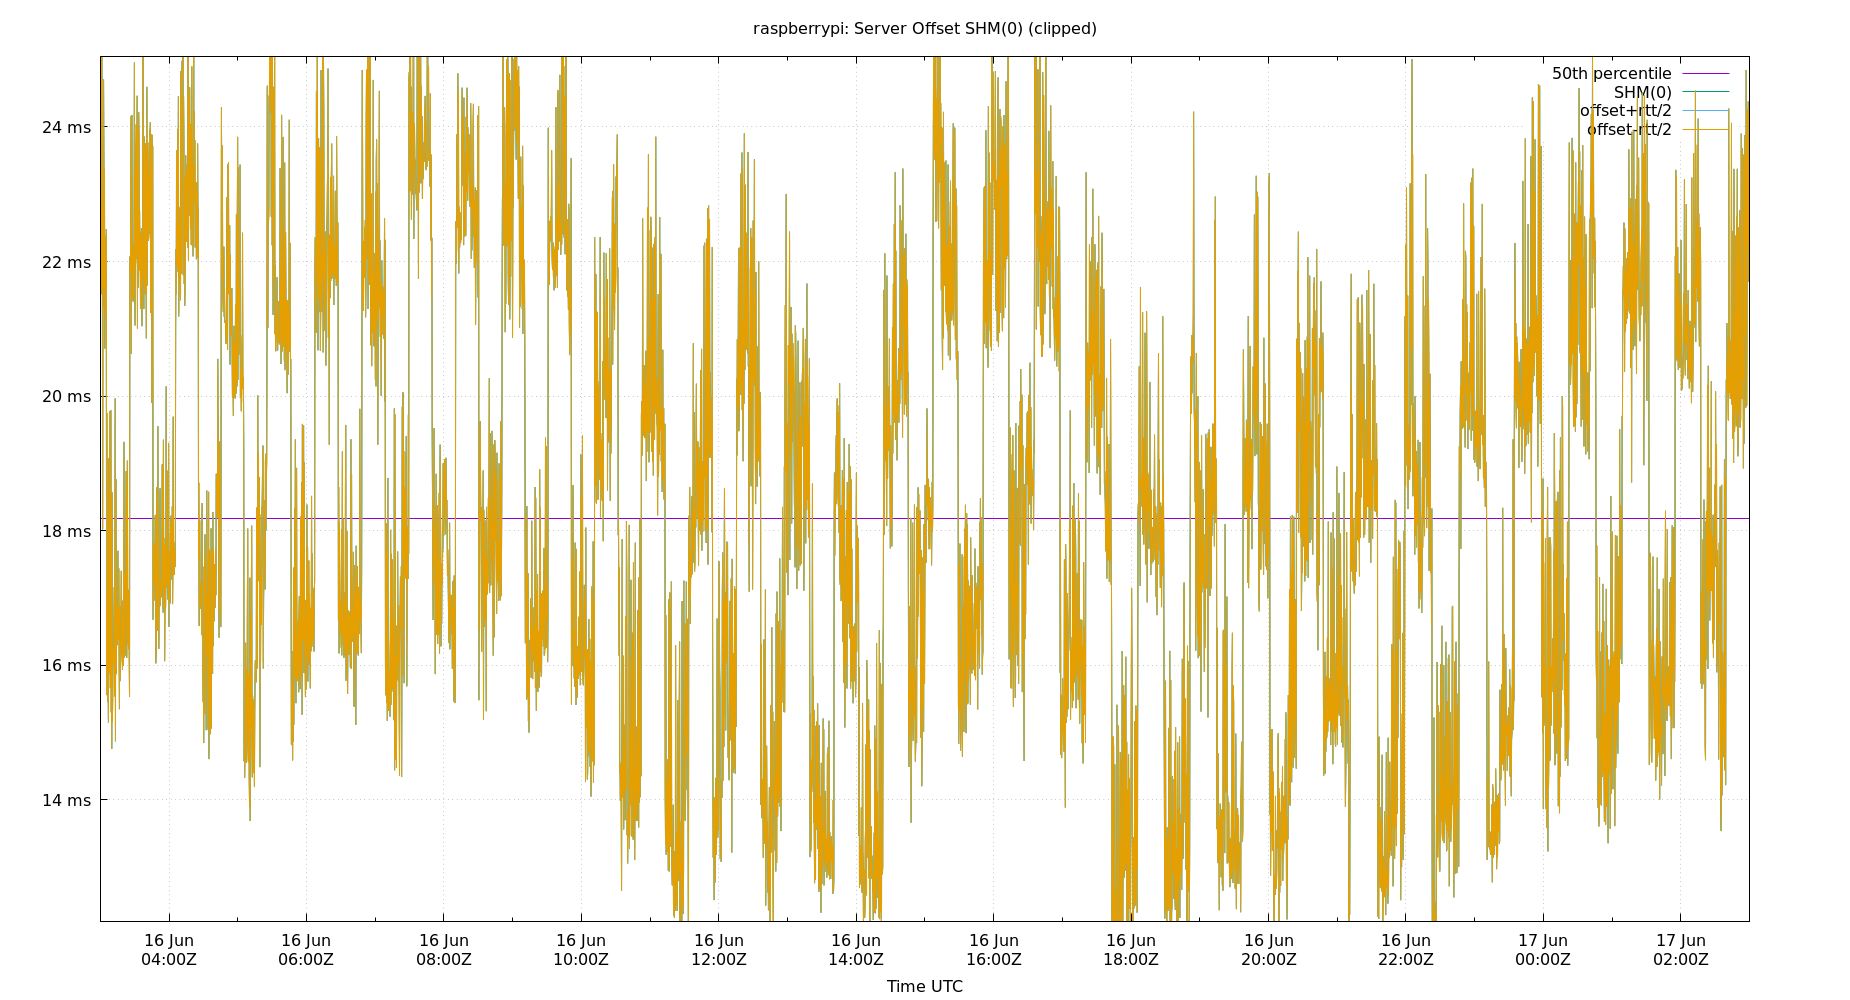 raspberrypi: Server Offset SHM(0) (clipped)
50th percentile
SHM(0)
offset+rtt/2
offset-rtt/2
24 ms
22 ms
20 ms
18 ms
16 ms
14 ms
16 Jun 16 Jun 16 Jun 16 Jun 16 Jun 16 Jun 16 Jun 16 Jun 16 Jun 16 Jun 17 Jun 17 Jun
04:00Z 06:00Z 08:00Z 10:00Z 12:00Z 14:00Z 16:00Z 18:00Z 20:00Z 22:00Z 00:00Z 02:00Z
Time UTC